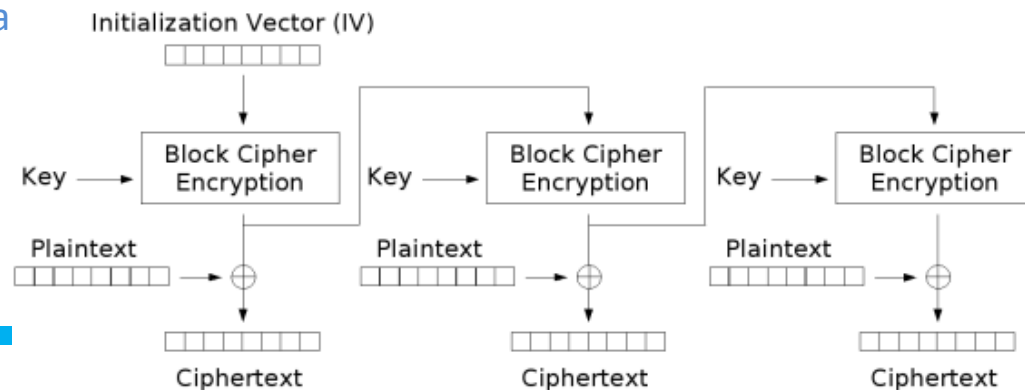 a
Initialization Vector (IV)
Key
Block Cipher
Encryption
Key
Block Cipher
Encryption
Key
Block Cipher
Encryption
Plaintext
Plaintext
Plaintext
Ciphertext
Ciphertext
Ciphertext